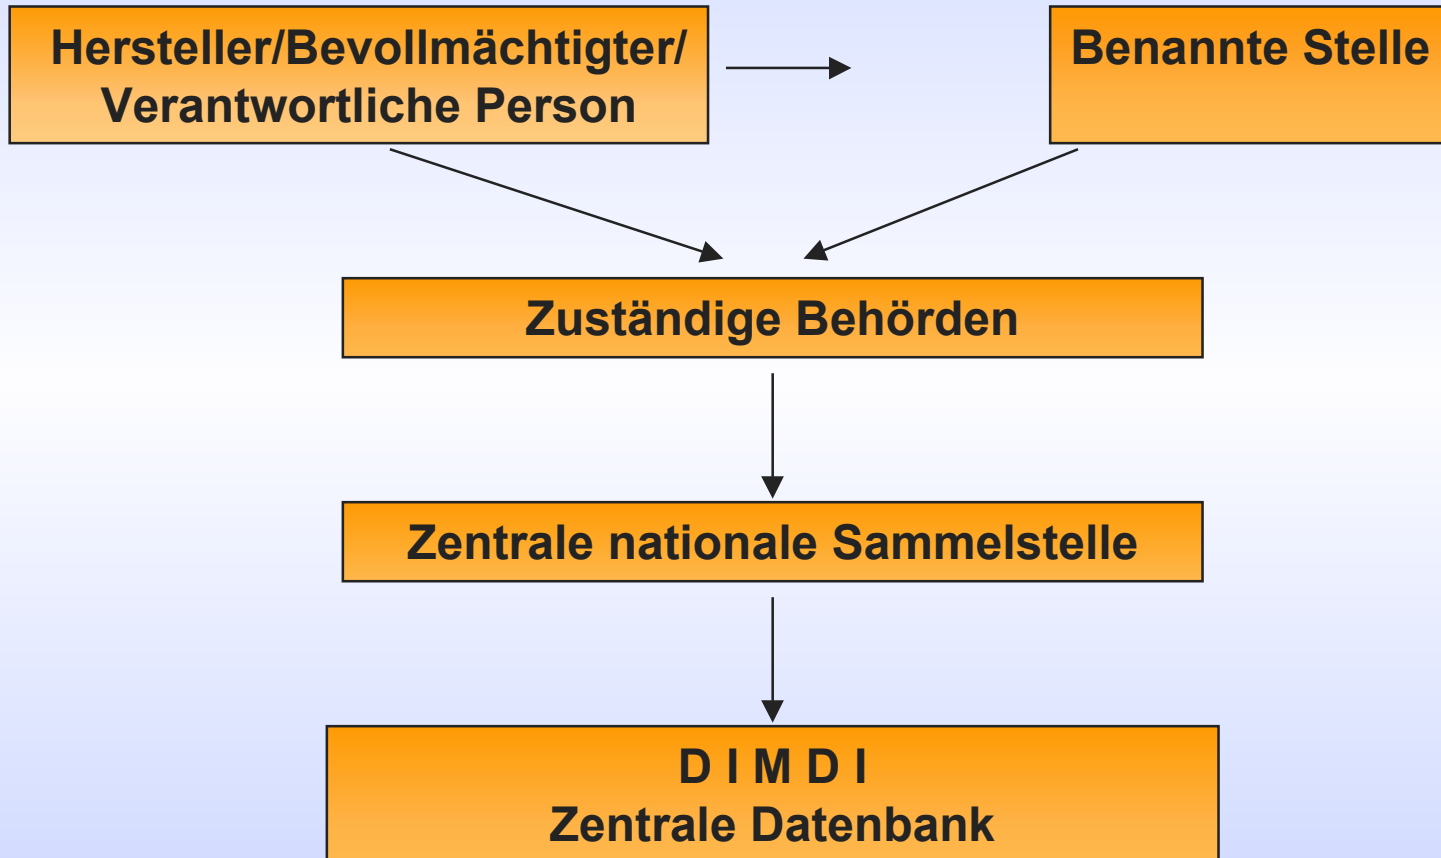 Hersteller/Bevollmächtigter/
Verantwortliche Person
Benannte Stelle
Zuständige Behörden
Zentrale nationale Sammelstelle
D I M D I
Zentrale Datenbank